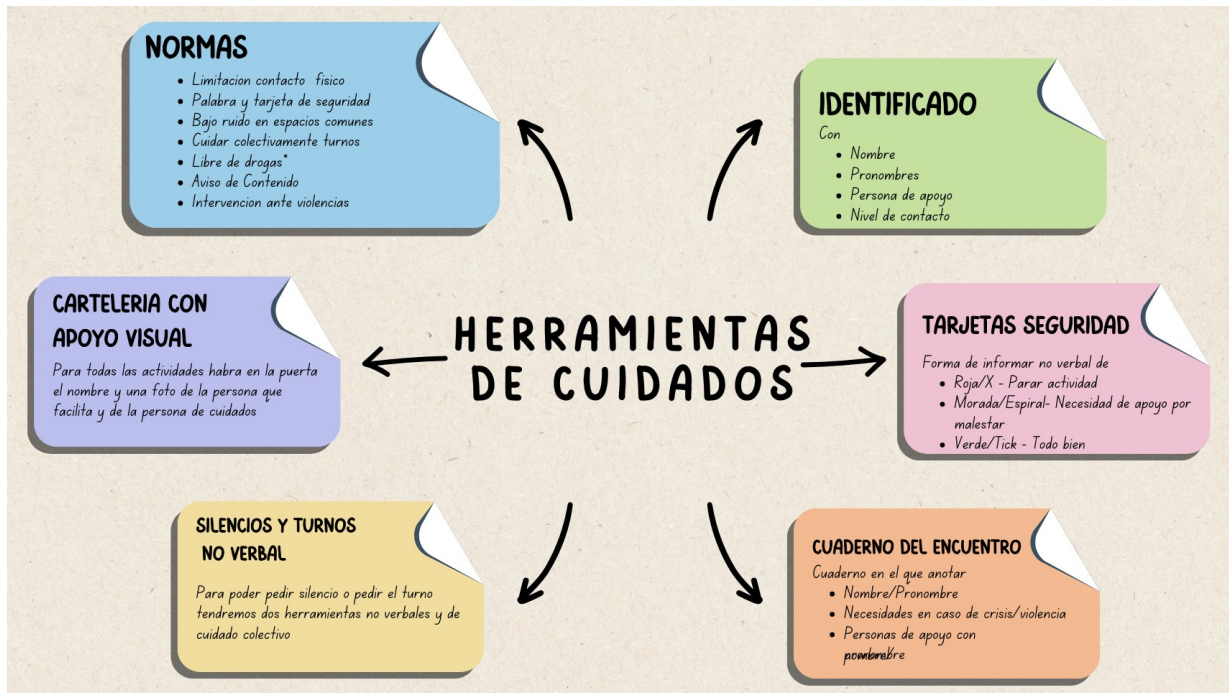 NORMAS
Limitacion contacto fisico
Palabra y tarjeta de seguridad
Bajo ruido en espacios comunes
Cuidar colectivamente turnos
Libre de drogas*
Aviso de Contenido
Intervencion ante violencias
IDENTIFICADO
Con
Nombre
Pronombres
Persona de apoyo
Nivel de contacto
CARTELERIA CON
APOYO VISUAL
Para todas las actividades habra en la puerta
el nombre y una foto de la persona que
facilita y de la persona de cuidados
HERRAMIENTAS
DE CUIDADOS
TARJETAS SEGURIDAD
Forma de informar no verbal de
Roja/X - Parar actividad
Morada/Espiral- Necesidad de apoyo por
malestar
Verde/Tick - Todo bien
SILENCIOS Y TURNOS
NO VERBAL
Para poder pedir silencio o pedir el turno
tendremos dos herramientas no verbales y de
cuidado colectivo
CUADERNO DEL ENCUENTRO
Cuaderno en el que anotar
Nombre/Pronombre
Necesidades en caso de crisis/violencia
Personas de apoyo con